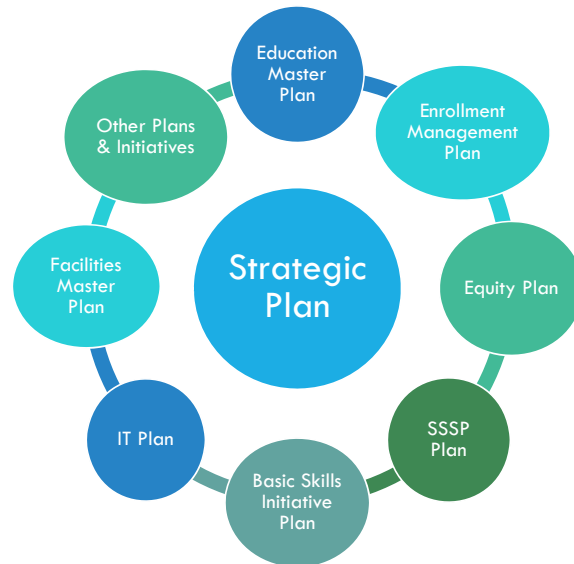 Education
Master
Plan
Enrollment
Management
Plan
Equity Plan
SSSP
Plan
Basic Skills
Initiative
Plan
IT Plan
Facilities
Master
Plan
Other Plans
& Initiatives
Strategic
Plan